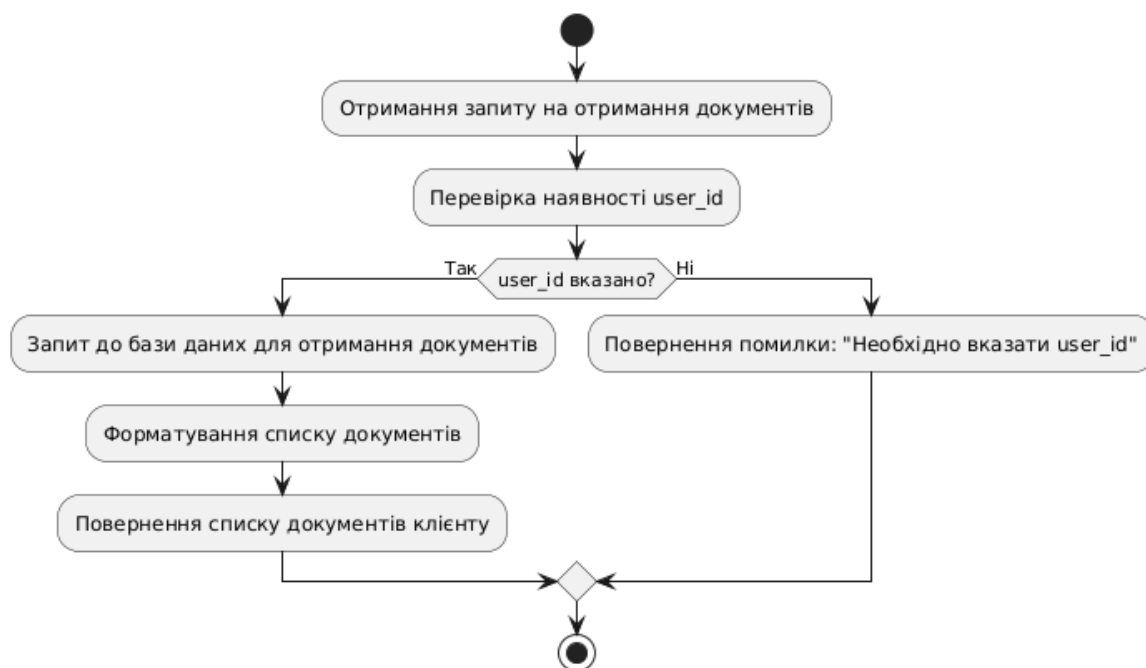 Отримання запиту на отримання документів
Перевірка наявності user_id
Так
user_id вказано?
Ні
Запит до бази даних для отримання документів
Повернення помилки: "Необхідно вказати user_id"
Форматування списку документів
Повернення списку документів клієнту